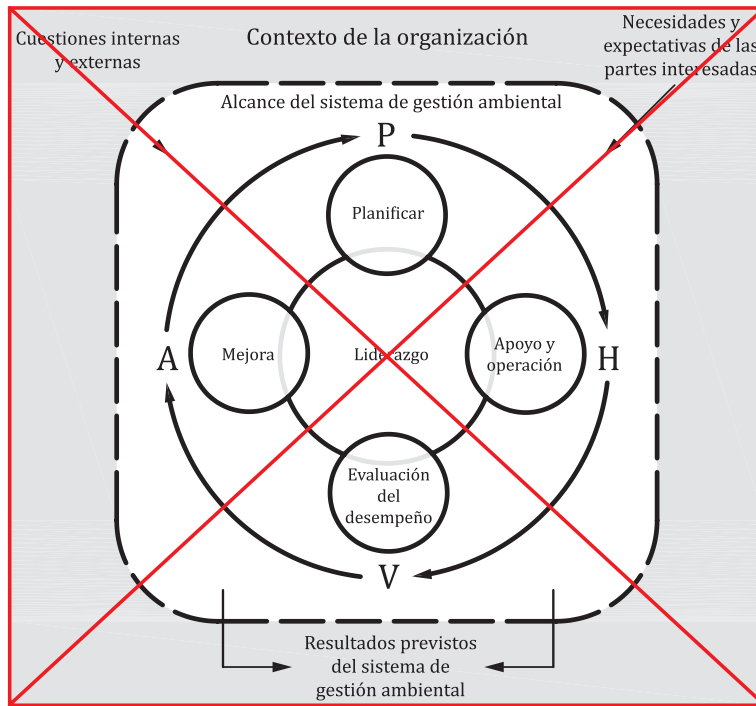 Cuestiones internas
y externas
Contexto de la organización
Necesidades y
expectativas de las
partes interesadas
Alcance del sistema de gestión ambiental
P
Planificar
A
Mejora
Liderazgo
Apoyo y
operación
H
Evaluación
del
desempeño
V
Resultados previstos
del sistema de
gestión ambiental